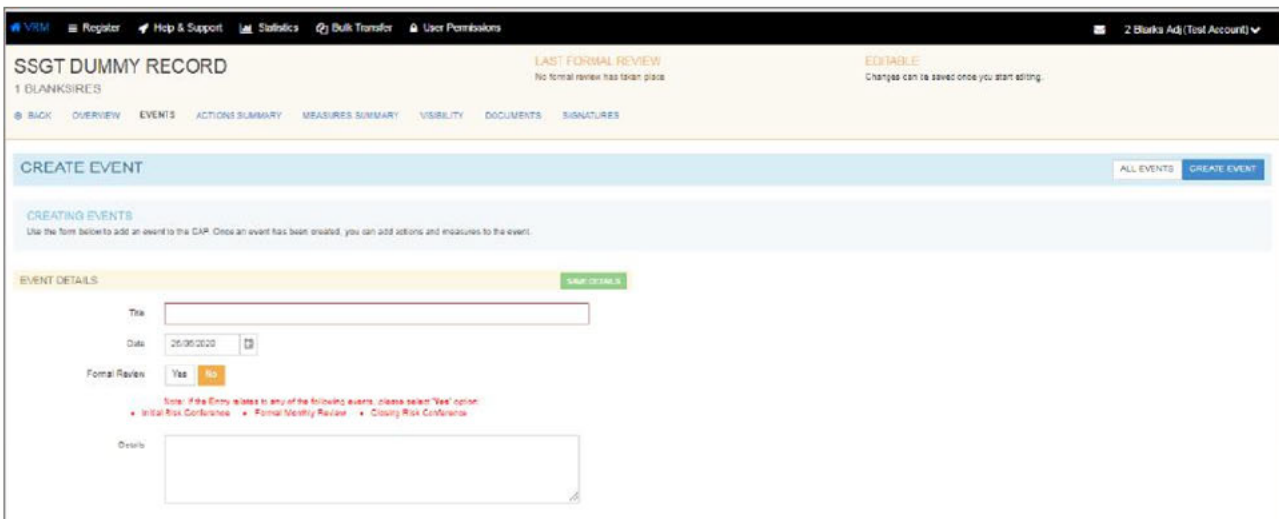 VRM Register Help & Support Statistics Bulk Transfer User Permissions 2 Blanks Adj (Test Account)
SSGT DUMMY RECORD
1 BLANKSIRES
LAST FORMAL REVIEW
No formal review has taken place
EDITABLE
Changes can be saved once you start editing.
BACK OVERVIEW EVENTS ACTIONS SUMMARY MEASURES SUMMARY VISIBILITY DOCUMENTS SIGNATURES
CREATE EVENT ALL EVENTS CREATE EVENT
CREATING EVENTS
Use the form below to add an event to the CAP. Once an event has been created, you can add actions and measures to the event.
EVENT DETAILS SAVE DETAILS
Title
Date 26/06/2020
Formal Review Yes No
Note: If the Entry relates to any of the following events, please select "Yes" option:
• Initial Risk Conference • Formal Monthly Review • Closing Risk Conference
Details